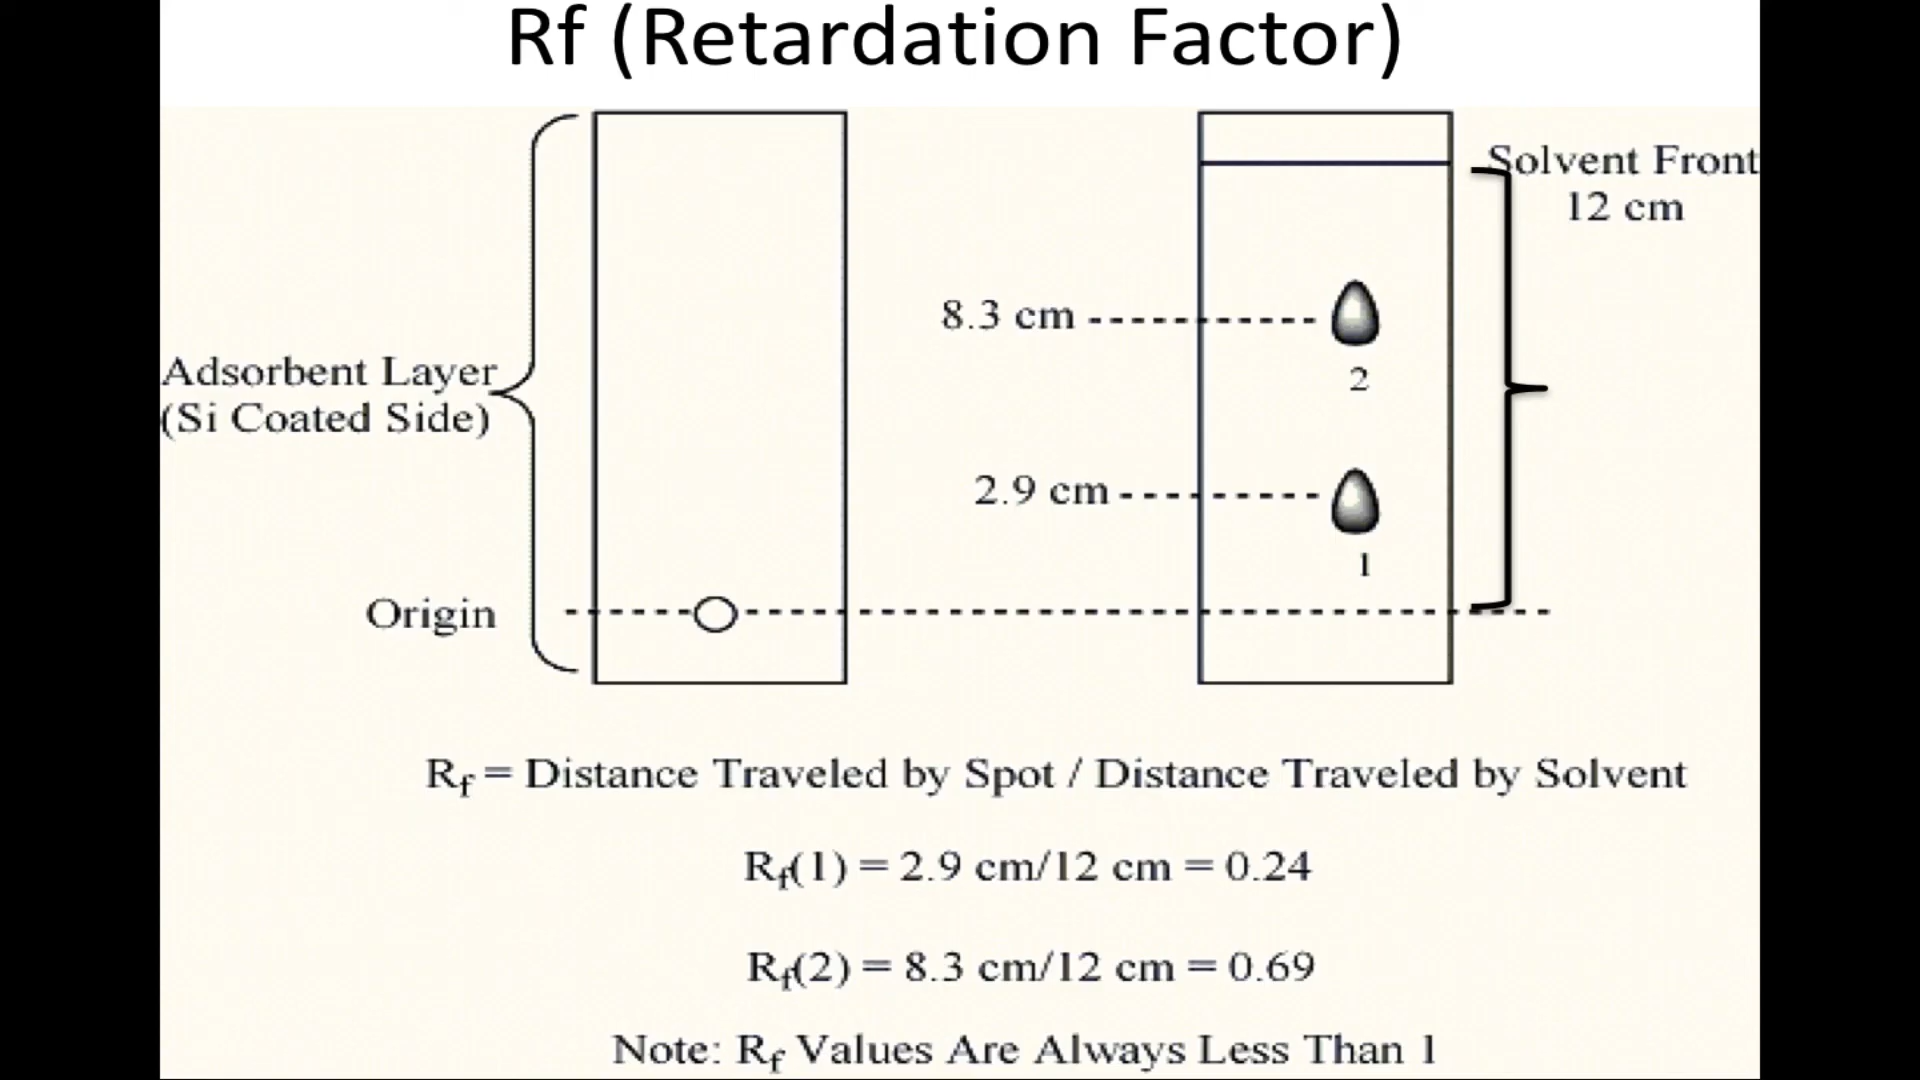 Rf (Retardation Factor)
Solvent Front
12 cm
8.3 cm
2
Adsorbent Layer
(Si Coated Side)
2.9 cm
1
Origin
Rf = Distance Traveled by Spot / Distance Traveled by Solvent
Rf(1) = 2.9 cm/12 cm = 0.24
Rf(2) = 8.3 cm/12 cm = 0.69
Note: Rf Values Are Always Less Than 1